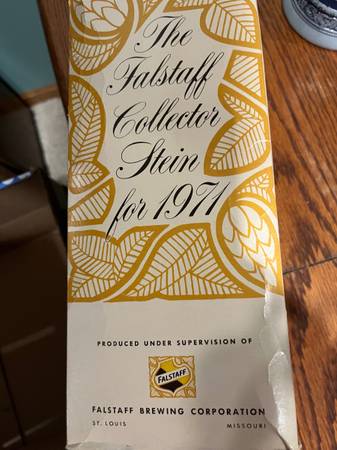 The
Falstaff
Collector
Stein
for 1971
PRODUCED UNDER SUPERVISION OF
FALSTAFF
FALSTAFF BREWING CORPORATION
ST. LOUIS MISSOURI